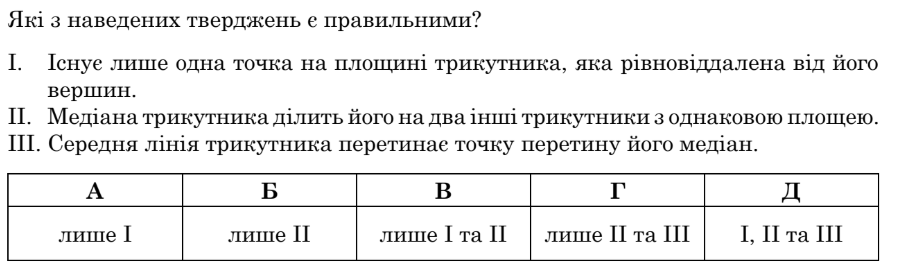 Які з наведених тверджень є правильними?
I. Існує лише одна точка на площині трикутника, яка рівновіддалена від його
вершин.
II. Медіана трикутника ділить його на два інші трикутники з однаковою площею.
III. Середня лінія трикутника перетинає точку перетину його медіан.
А Б В Г Д
лише I лише II лише I та II лише II та III I, II та III